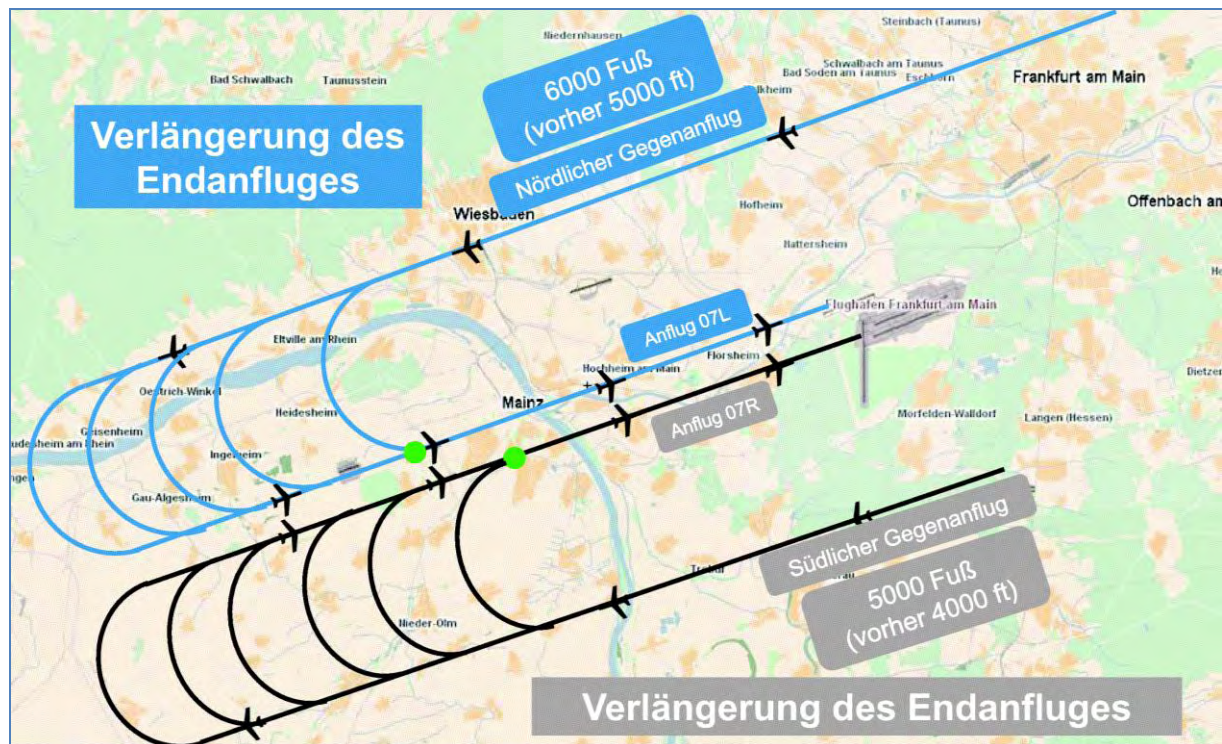 Steinbach (Taunus)
Niedernhausen
Schwalbach am Taunus
Bad Soden am Taunus
Frankfurt am Main
Bad Schwalbach
Taunusstein
6000 Fuß
(vorher 5000 ft)
Verlängerung des
Endanfluges
Nördlicher Gegenanflug
Hofheim
Offenbach am
Wiesbaden
Hattersheim
Flughafen Frankfurt am Main
Anflug 07L
Eltville am Rhein
Flörsheim
Hochheim am Main
Oestrich-Winkel
Mainz
Heidesheim
Anflug 07R
Mörfelden-Walldorf
Langen (Hessen)
Geisenheim
Ingelheim
Gau-Algesheim
Südlicher Gegenanflug
5000 Fuß
(vorher 4000 ft)
Nieder-Olm
Verlängerung des Endanfluges